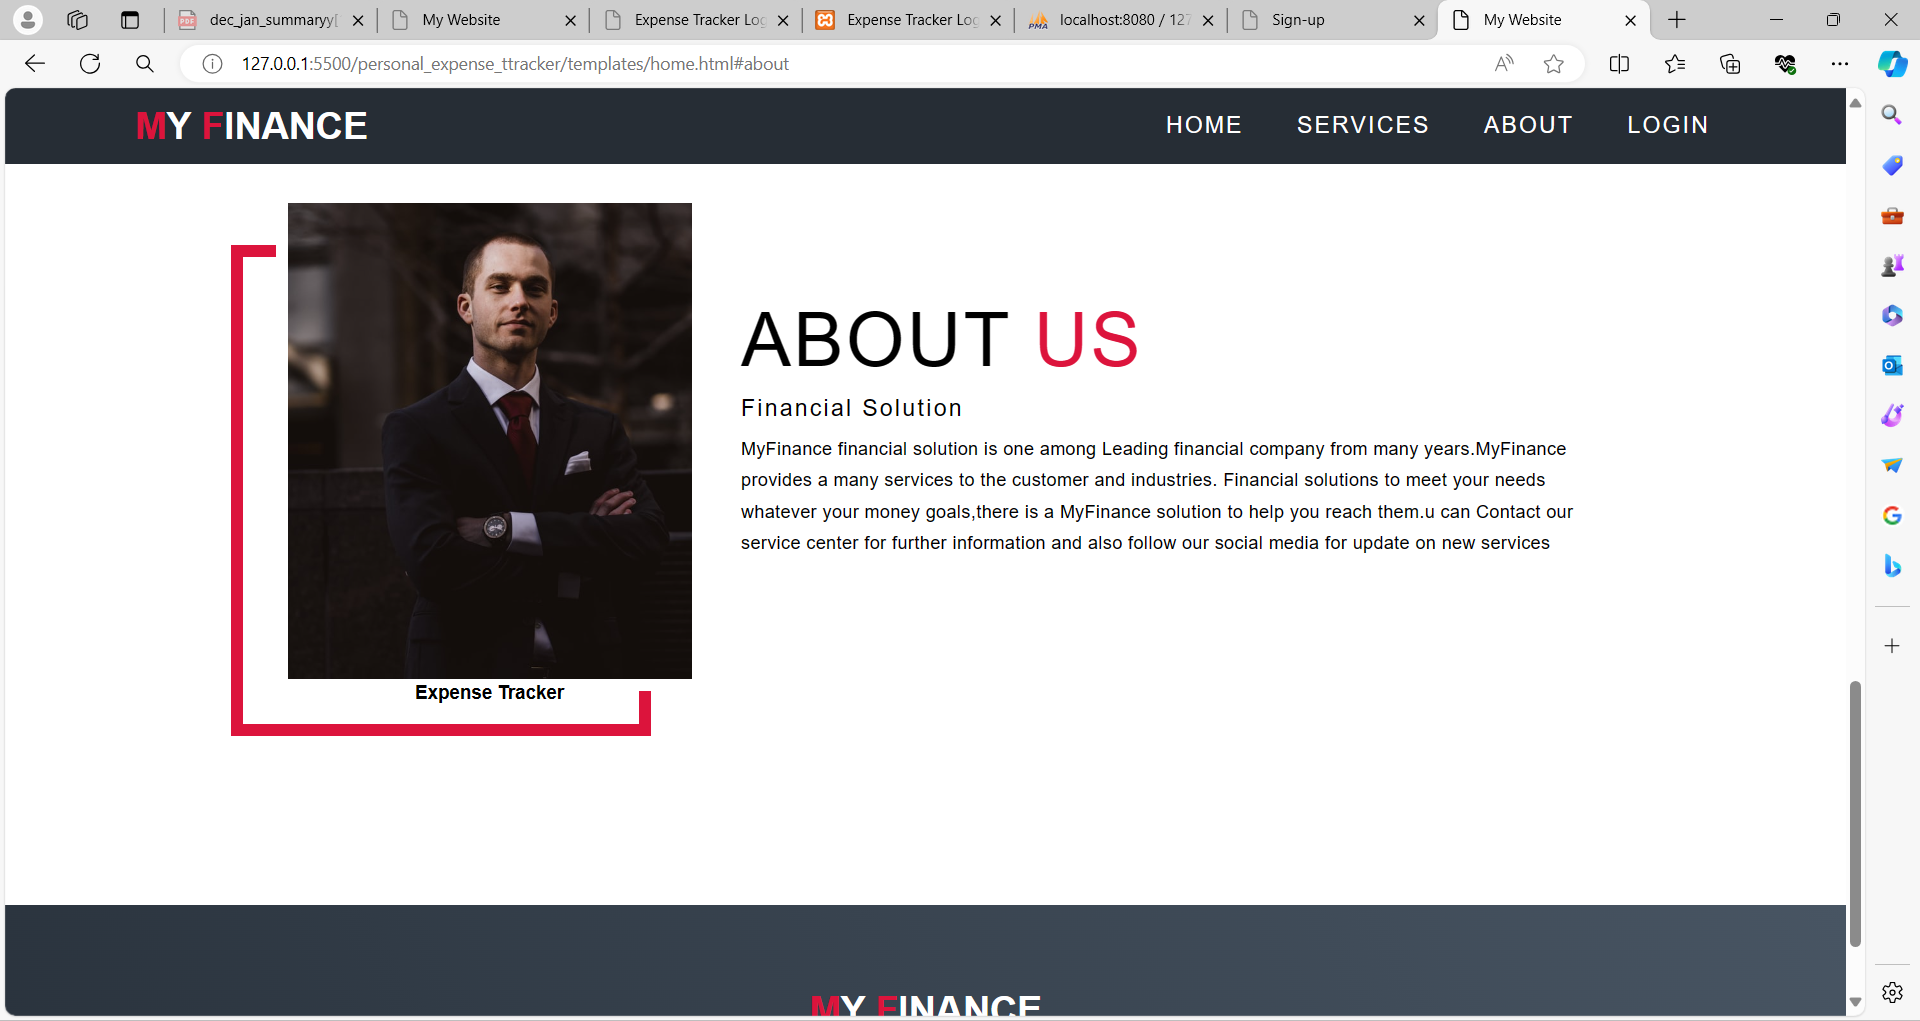 dec_jan_summaryy[
My Website
Expense Tracker Log
Expense Tracker Log
localhost:8080 / 127
Sign-up
My Website
127.0.0.1:5500/personal_expense_ttracker/templates/home.html#about
MY FINANCE
HOME SERVICES ABOUT LOGIN
ABOUT US
Financial Solution
MyFinance financial solution is one among Leading financial company from many years.MyFinance
provides a many services to the customer and industries. Financial solutions to meet your needs
whatever your money goals,there is a MyFinance solution to help you reach them.u can Contact our
service center for further information and also follow our social media for update on new services
Expense Tracker
MY FINANCE